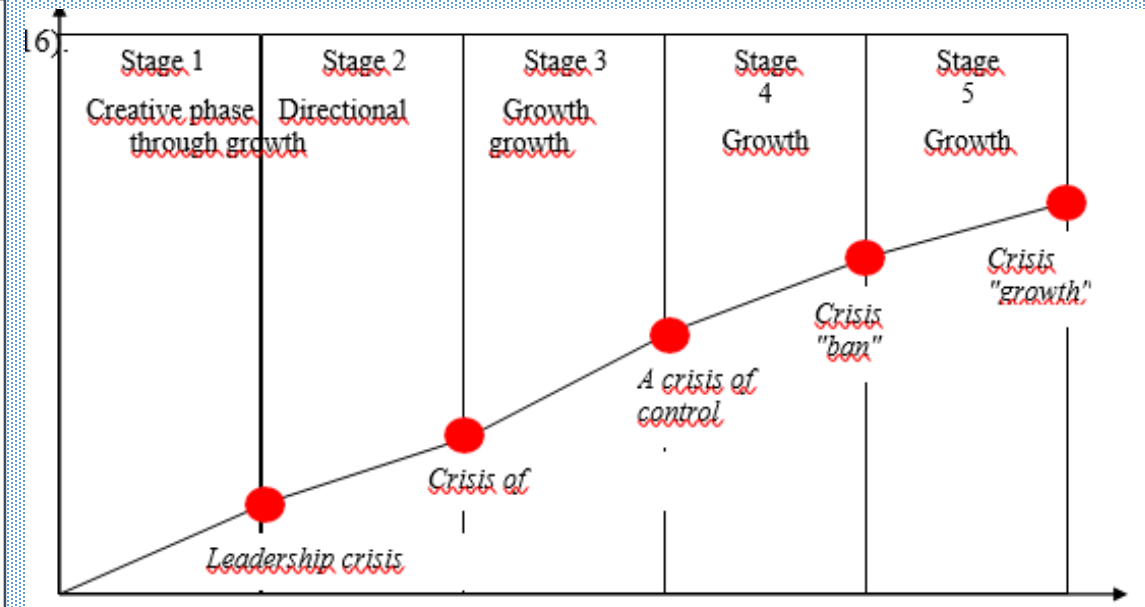 16).
Stage 1
Creative phase
through growth
Stage 2
Directional
Stage 3
Growth
growth
Stage
4
Growth
Stage
5
Growth
Crisis
"growth"
Crisis
"ban"
A crisis of
control
Crisis of
Leadership crisis